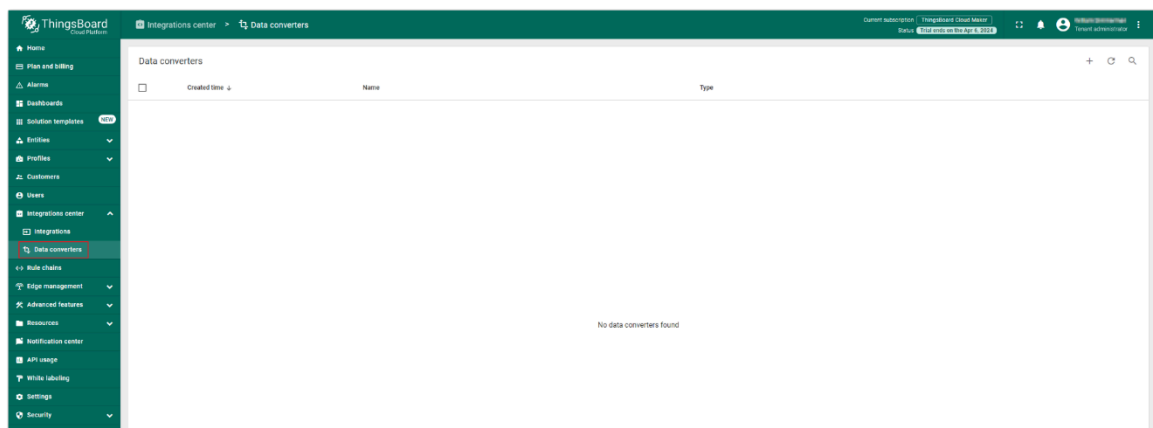 ThingsBoard
Cloud Platform
Integrations center > Data converters
Current subscription ThingsBoard Cloud Maker
Status Trial ends on the Apr 6, 2024
Tenant administrator
Home
Plan and billing
Alarms
Dashboards
Solution templates NEW
Entities
Profiles
Customers
Users
Integrations center
Integrations
Data converters
Rule chains
Edge management
Advanced features
Resources
Notification center
API usage
White labeling
Settings
Security
Data converters
Created time ↓ Name Type
No data converters found